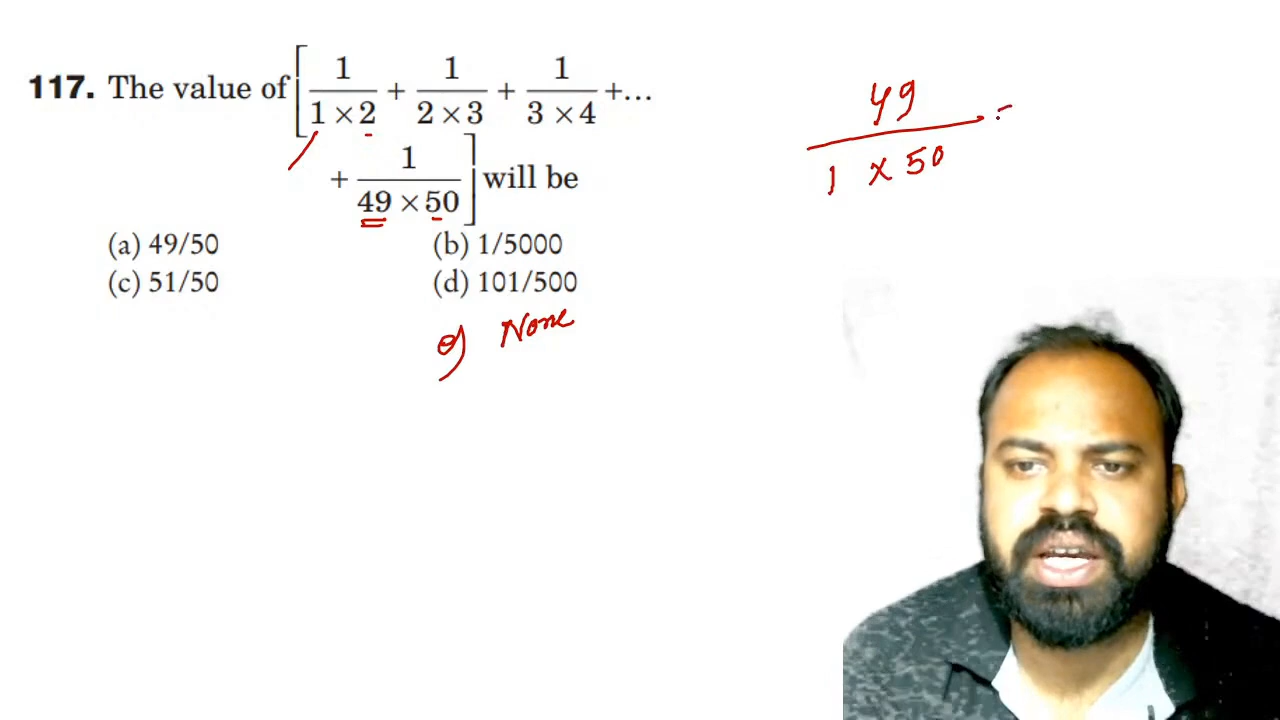 117. The value of [ 1/(1 × 2) + 1/(2 × 3) + 1/(3 × 4) +...
+ 1/(49 × 50) ] will be
(a) 49/50 (b) 1/5000
(c) 51/50 (d) 101/500
e) None
49/(1 × 50) =